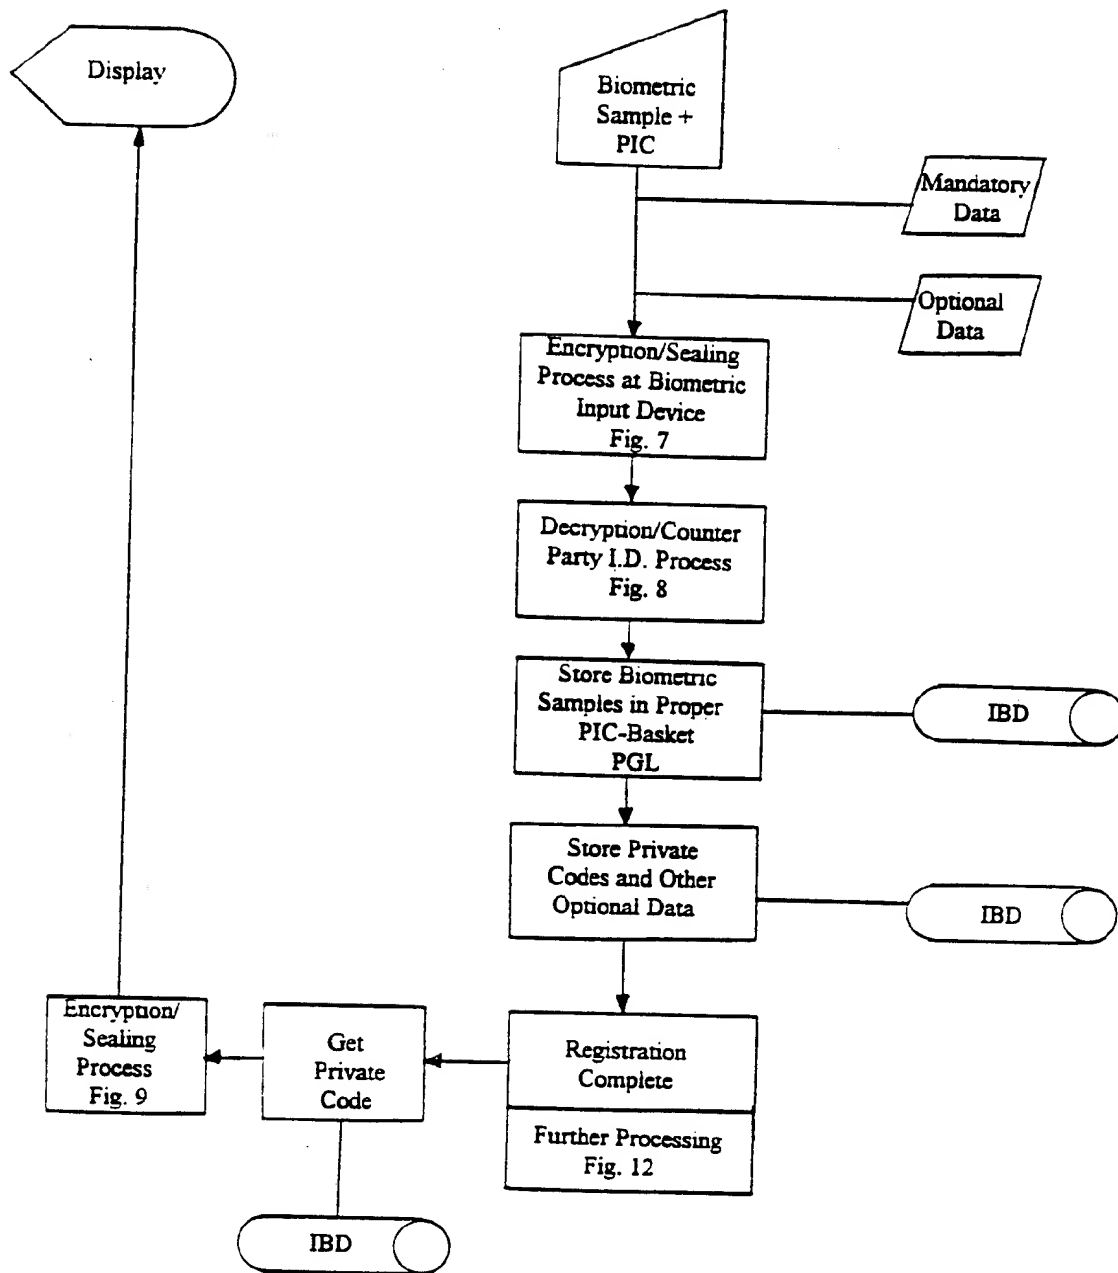 Display
Biometric
Sample +
PIC
Mandatory
Data
Optional
Data
Encryption/Sealing
Process at Biometric
Input Device
Fig. 7
Decryption/Counter
Party I.D. Process
Fig. 8
Store Biometric
Samples in Proper
PIC-Basket
PGL
IBD
Store Private
Codes and Other
Optional Data
IBD
Encryption/
Sealing
Process
Fig. 9
Get
Private
Code
Registration
Complete
Further Processing
Fig. 12
IBD